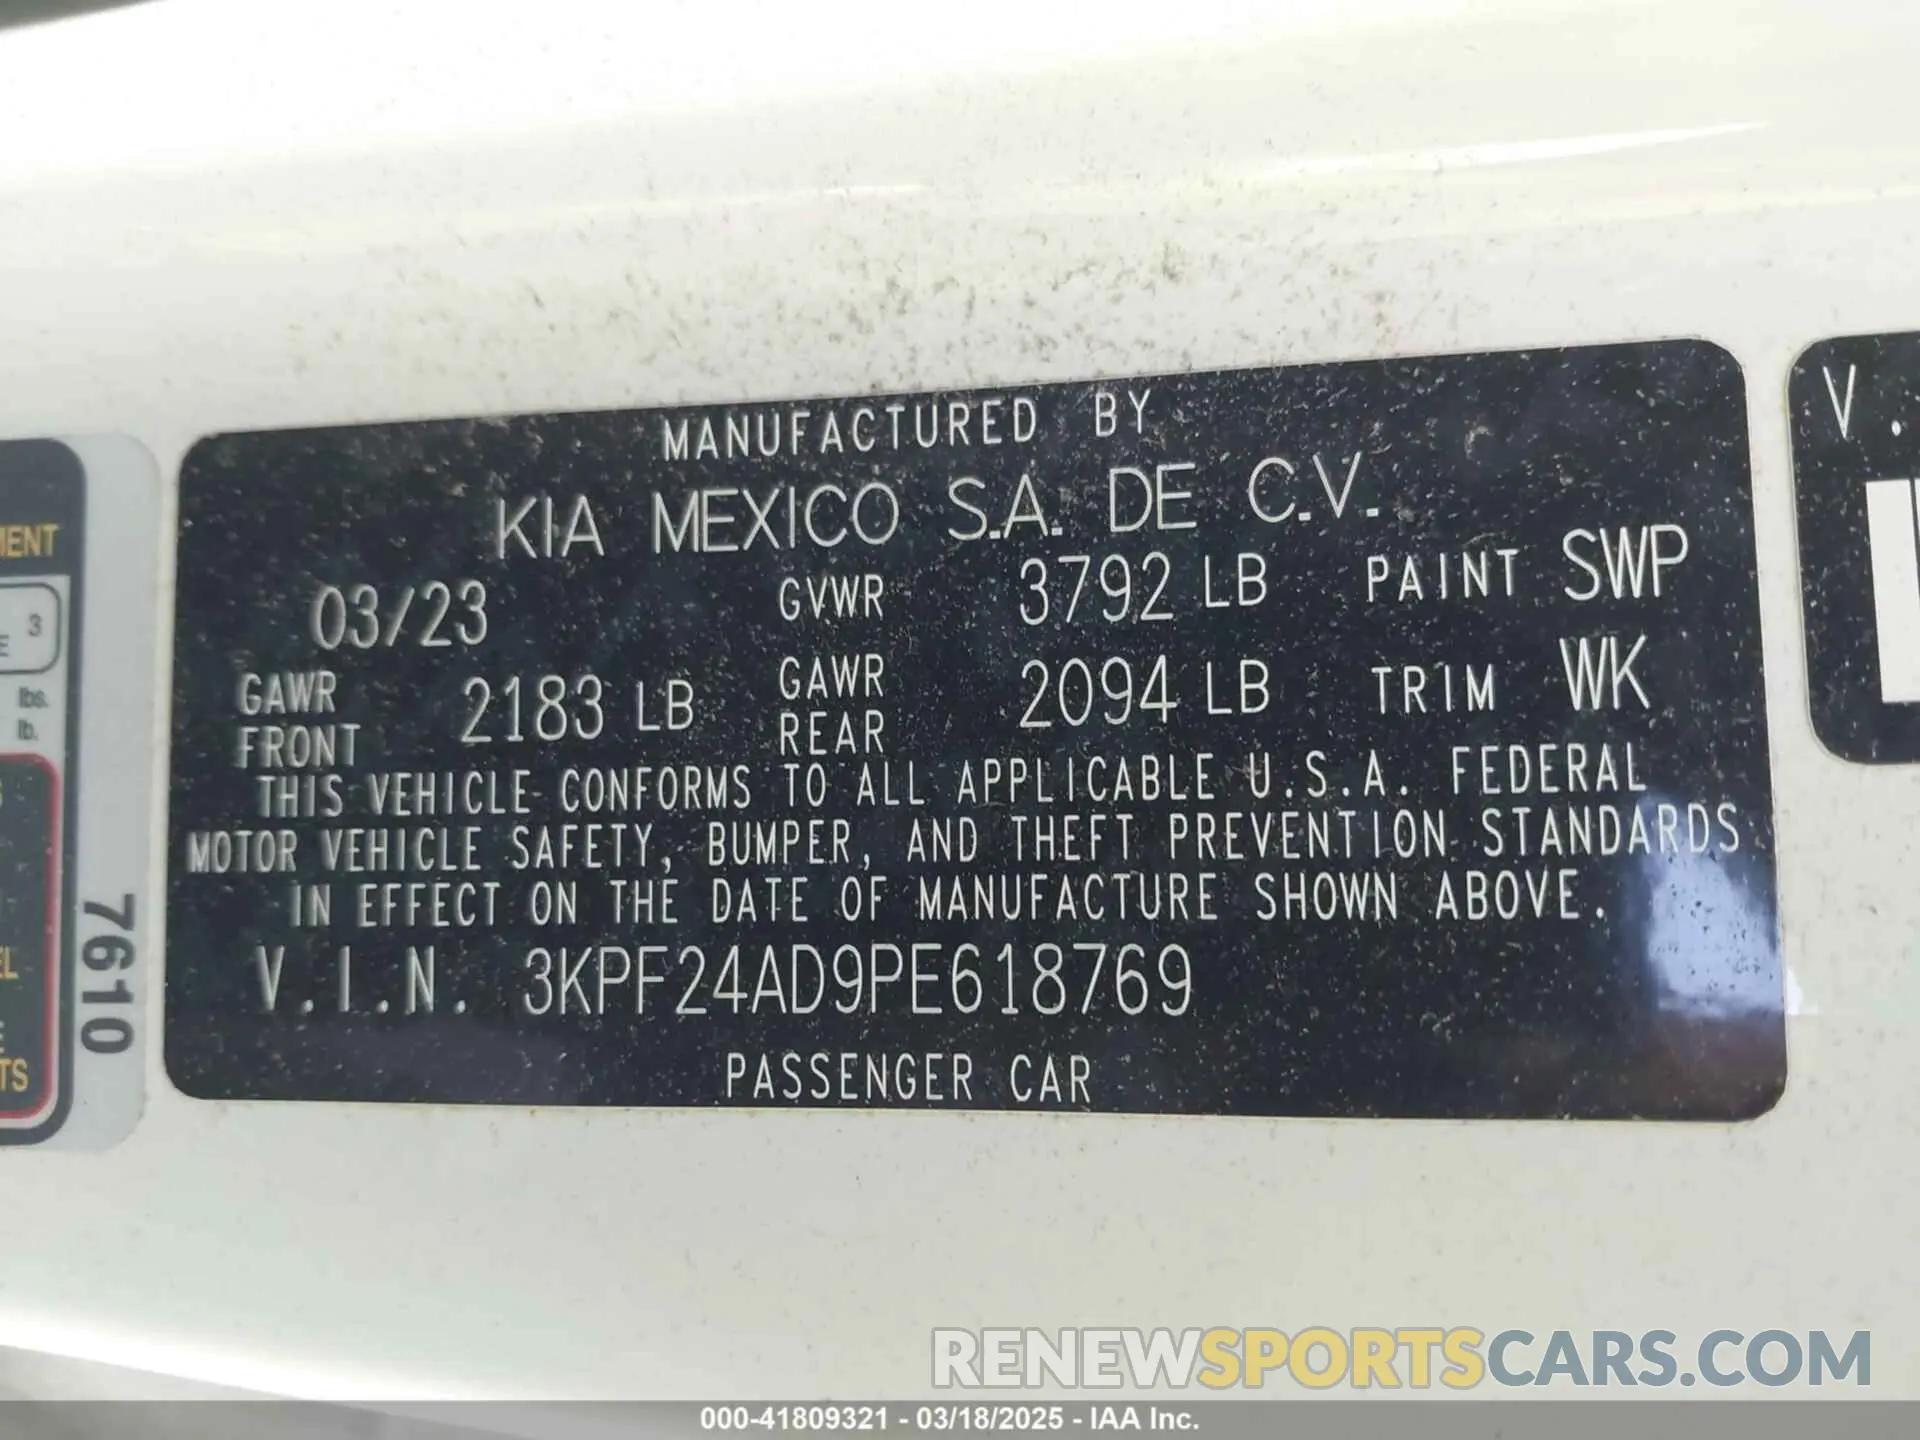 MANUFACTURED BY
KIA MEXICO S.A. DE C.V.
03/23 GVWR 3792 LB PAINT SWP
GAWR FRONT 2183 LB GAWR REAR 2094 LB TRIM WK
THIS VEHICLE CONFORMS TO ALL APPLICABLE U.S.A. FEDERAL
MOTOR VEHICLE SAFETY, BUMPER, AND THEFT PREVENTION STANDARDS
IN EFFECT ON THE DATE OF MANUFACTURE SHOWN ABOVE.
V.I.N. 3KPF24AD9PE618769
PASSENGER CAR
3
lbs.
lb.
7610
V.
RENEWSPORTSCARS.COM
000-41809321 - 03/18/2025 - IAA Inc.